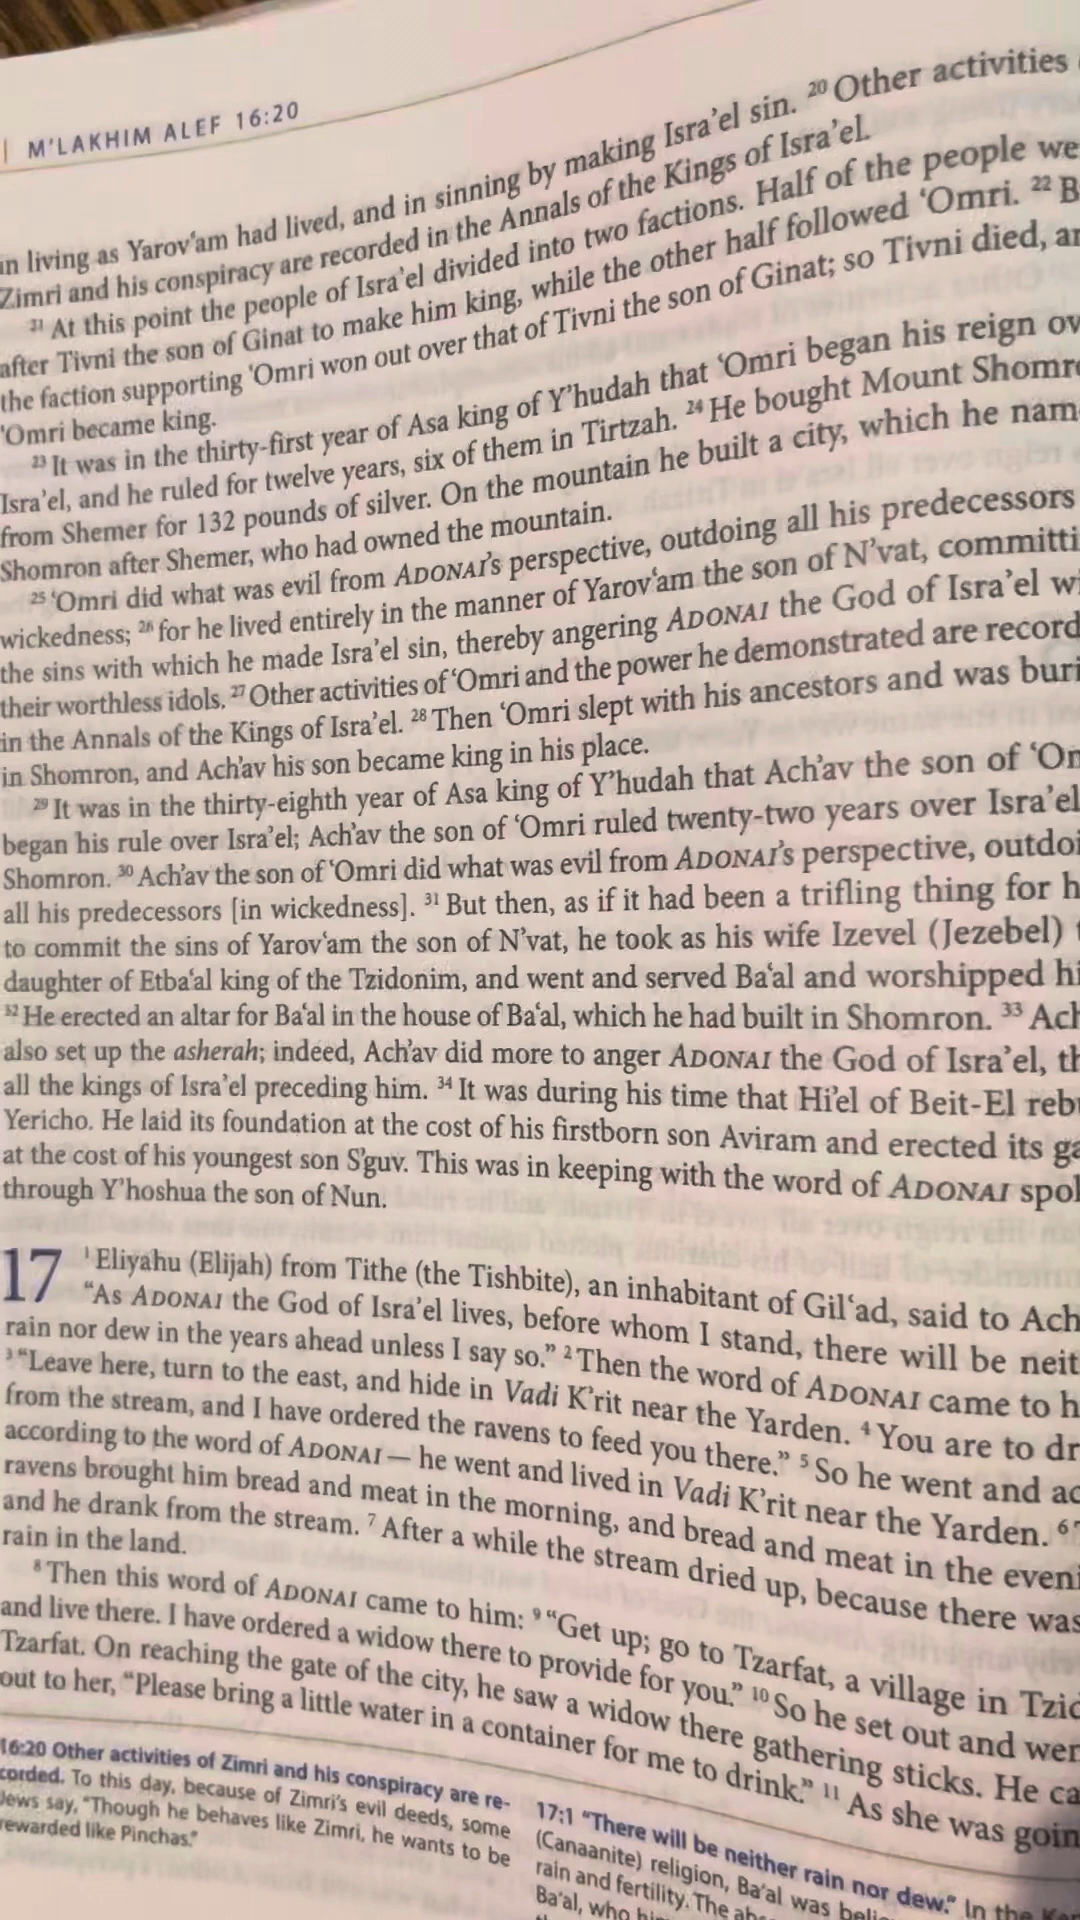 M'LAKHIM ALEF 16:20
in living as Yarov‘am had lived, and in sinning by making Isra’el sin. 20 Other activities
Zimri and his conspiracy are recorded in the Annals of the Kings of Isra’el.
21 At this point the people of Isra’el divided into two factions. Half of the people we
after Tivni the son of Ginat to make him king, while the other half followed ‘Omri. 22 B
the faction supporting ‘Omri won out over that of Tivni the son of Ginat; so Tivni died, an
‘Omri became king.
23 It was in the thirty-first year of Asa king of Y’hudah that ‘Omri began his reign ov
Isra’el, and he ruled for twelve years, six of them in Tirtzah. 24 He bought Mount Shomro
from Shemer for 132 pounds of silver. On the mountain he built a city, which he nam
Shomron after Shemer, who had owned the mountain.
25 ‘Omri did what was evil from ADONAI’s perspective, outdoing all his predecessors
wickedness; 26 for he lived entirely in the manner of Yarov‘am the son of N’vat, committi
the sins with which he made Isra’el sin, thereby angering ADONAI the God of Isra’el wi
their worthless idols. 27 Other activities of ‘Omri and the power he demonstrated are record
in the Annals of the Kings of Isra’el. 28 Then ‘Omri slept with his ancestors and was buri
in Shomron, and Ach’av his son became king in his place.
29 It was in the thirty-eighth year of Asa king of Y’hudah that Ach’av the son of ‘Om
began his rule over Isra’el; Ach’av the son of ‘Omri ruled twenty-two years over Isra’el
Shomron. 30 Ach’av the son of ‘Omri did what was evil from ADONAI’s perspective, outdoi
all his predecessors [in wickedness]. 31 But then, as if it had been a trifling thing for h
to commit the sins of Yarov‘am the son of N’vat, he took as his wife Izevel (Jezebel) t
daughter of Etba‘al king of the Tzidonim, and went and served Ba‘al and worshipped hi
32 He erected an altar for Ba‘al in the house of Ba‘al, which he had built in Shomron. 33 Ach
also set up the asherah; indeed, Ach’av did more to anger ADONAI the God of Isra’el, th
all the kings of Isra’el preceding him. 34 It was during his time that Hi’el of Beit-El rebu
Yericho. He laid its foundation at the cost of his firstborn son Aviram and erected its ga
at the cost of his youngest son S’guv. This was in keeping with the word of ADONAI spok
through Y’hoshua the son of Nun.
17 1 Eliyahu (Elijah) from Tithe (the Tishbite), an inhabitant of Gil‘ad, said to Ach
“As ADONAI the God of Isra’el lives, before whom I stand, there will be neit
rain nor dew in the years ahead unless I say so.” 2 Then the word of ADONAI came to h
3 “Leave here, turn to the east, and hide in Vadi K’rit near the Yarden. 4 You are to dr
from the stream, and I have ordered the ravens to feed you there.” 5 So he went and ac
according to the word of ADONAI — he went and lived in Vadi K’rit near the Yarden. 6 T
ravens brought him bread and meat in the morning, and bread and meat in the eveni
and he drank from the stream. 7 After a while the stream dried up, because there was
rain in the land.
8 Then this word of ADONAI came to him: 9 “Get up; go to Tzarfat, a village in Tzid
and live there. I have ordered a widow there to provide for you.” 10 So he set out and wen
Tzarfat. On reaching the gate of the city, he saw a widow there gathering sticks. He ca
out to her, “Please bring a little water in a container for me to drink.” 11 As she was goin
16:20 Other activities of Zimri and his conspiracy are re-
corded. To this day, because of Zimri’s evil deeds, some
Jews say, “Though he behaves like Zimri, he wants to be
rewarded like Pinchas.”
17:1 “There will be neither rain nor dew.” In the
(Canaanite) religion, Ba‘al was
rain and fertility. The
Ba‘al, who